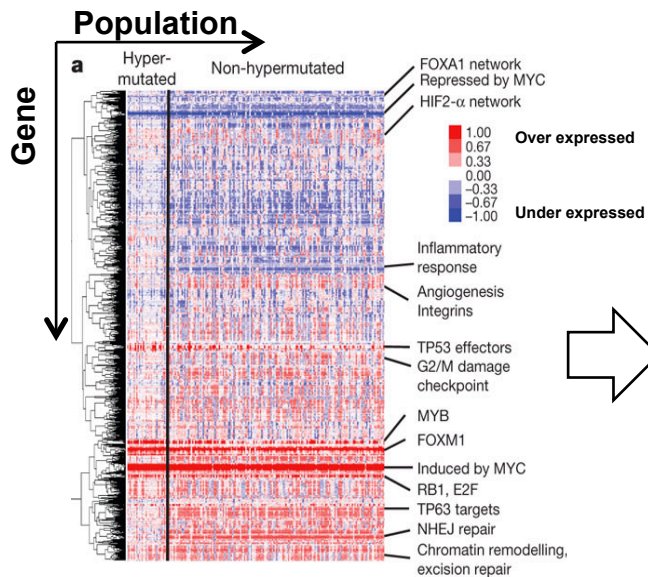 Population
Gene
a
Hyper-
mutated
Non-hypermutated
FOXA1 network
Repressed by MYC
HIF2-α network
1.00
0.67
0.33
0.00
−0.33
−0.67
−1.00
Over expressed
Under expressed
Inflammatory
response
Angiogenesis
Integrins
TP53 effectors
G2/M damage
checkpoint
MYB
FOXM1
Induced by MYC
RB1, E2F
TP63 targets
NHEJ repair
Chromatin remodelling,
excision repair